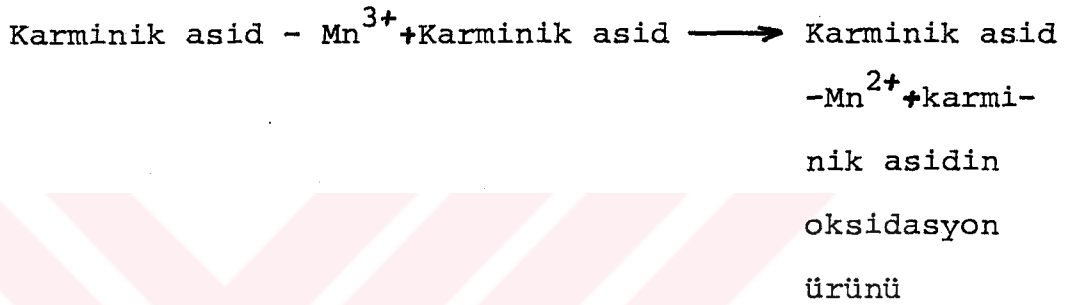 Karminik asid - Mn3++Karminik asid ⟶ Karminik asid
-Mn2++karmi-
nik asidin
oksidasyon
ürünü